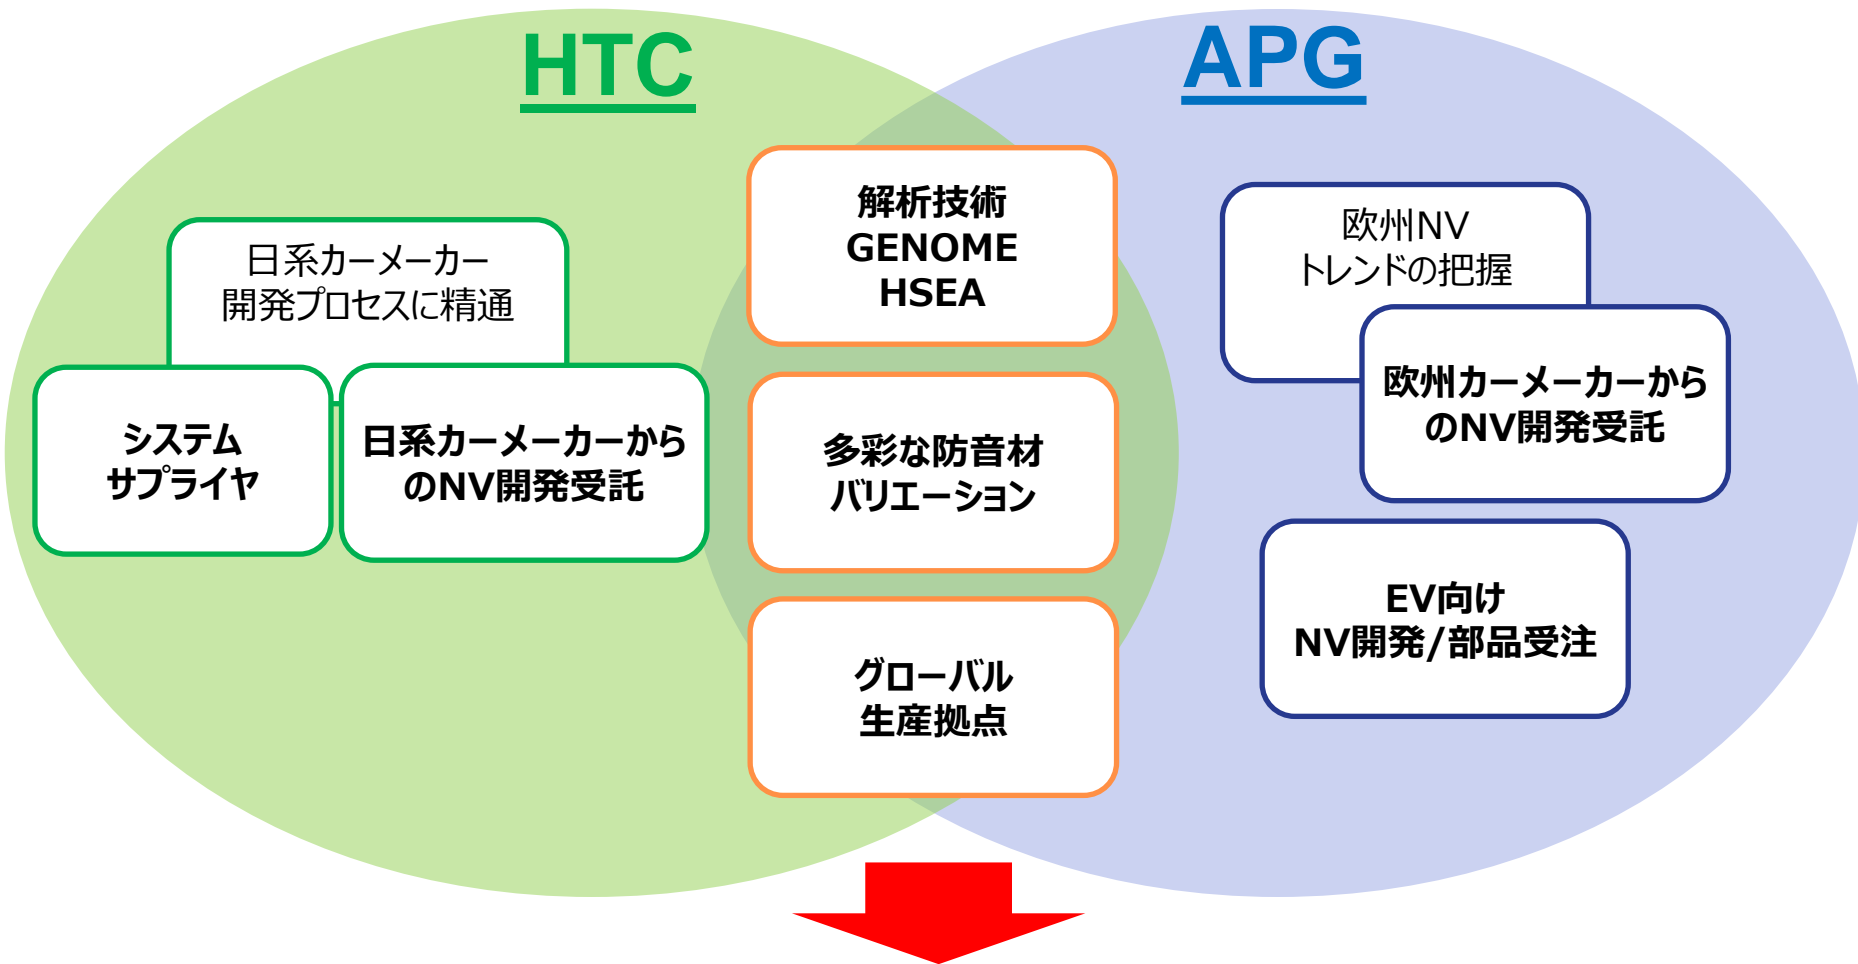 HTC
APG
日系カーメーカー
開発プロセスに精通
システム
サプライヤ
日系カーメーカーから
のNV開発受託
解析技術
GENOME
HSEA
多彩な防音材
バリエーション
グローバル
生産拠点
欧州NV
トレンドの把握
欧州カーメーカーから
のNV開発受託
EV向け
NV開発/部品受注